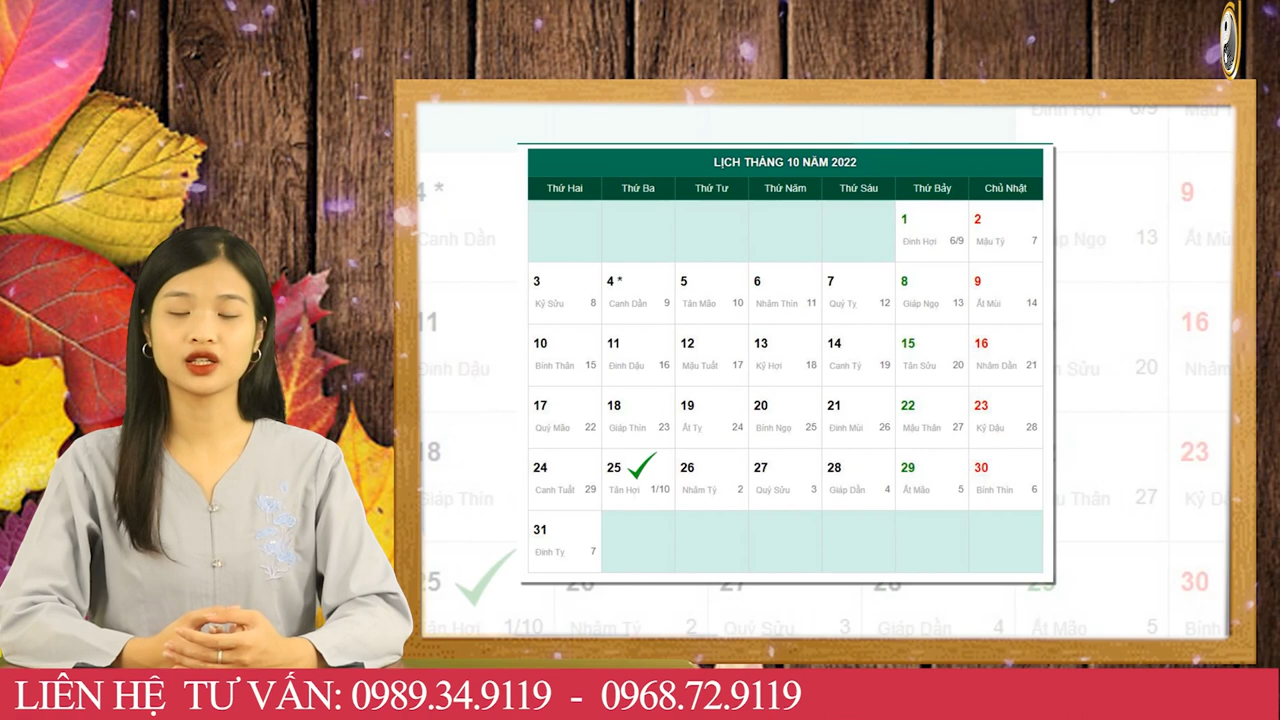 LỊCH THÁNG 10 NĂM 2022
Thứ Hai Thứ Ba Thứ Tư Thứ Năm Thứ Sáu Thứ Bảy Chủ Nhật
1 2
Đinh Hợi 6/9 Mậu Tý 7
3 4 * 5 6 7 8 9
Kỷ Sửu 8 Canh Dần 9 Tân Mão 10 Nhâm Thìn 11 Quý Tỵ 12 Giáp Ngọ 13 Ất Mùi 14
10 11 12 13 14 15 16
Bính Thân 15 Đinh Dậu 16 Mậu Tuất 17 Kỷ Hợi 18 Canh Tý 19 Tân Sửu 20 Nhâm Dần 21
17 18 19 20 21 22 23
Quý Mão 22 Giáp Thìn 23 Ất Tỵ 24 Bính Ngọ 25 Đinh Mùi 26 Mậu Thân 27 Kỷ Dậu 28
24 25 26 27 28 29 30
Canh Tuất 29 Tân Hợi 1/10 Nhâm Tý 2 Quý Sửu 3 Giáp Dần 4 Ất Mão 5 Bính Thìn 6
31
Đinh Tỵ 7
LIÊN HỆ TƯ VẤN: 0989.34.9119 - 0968.72.9119